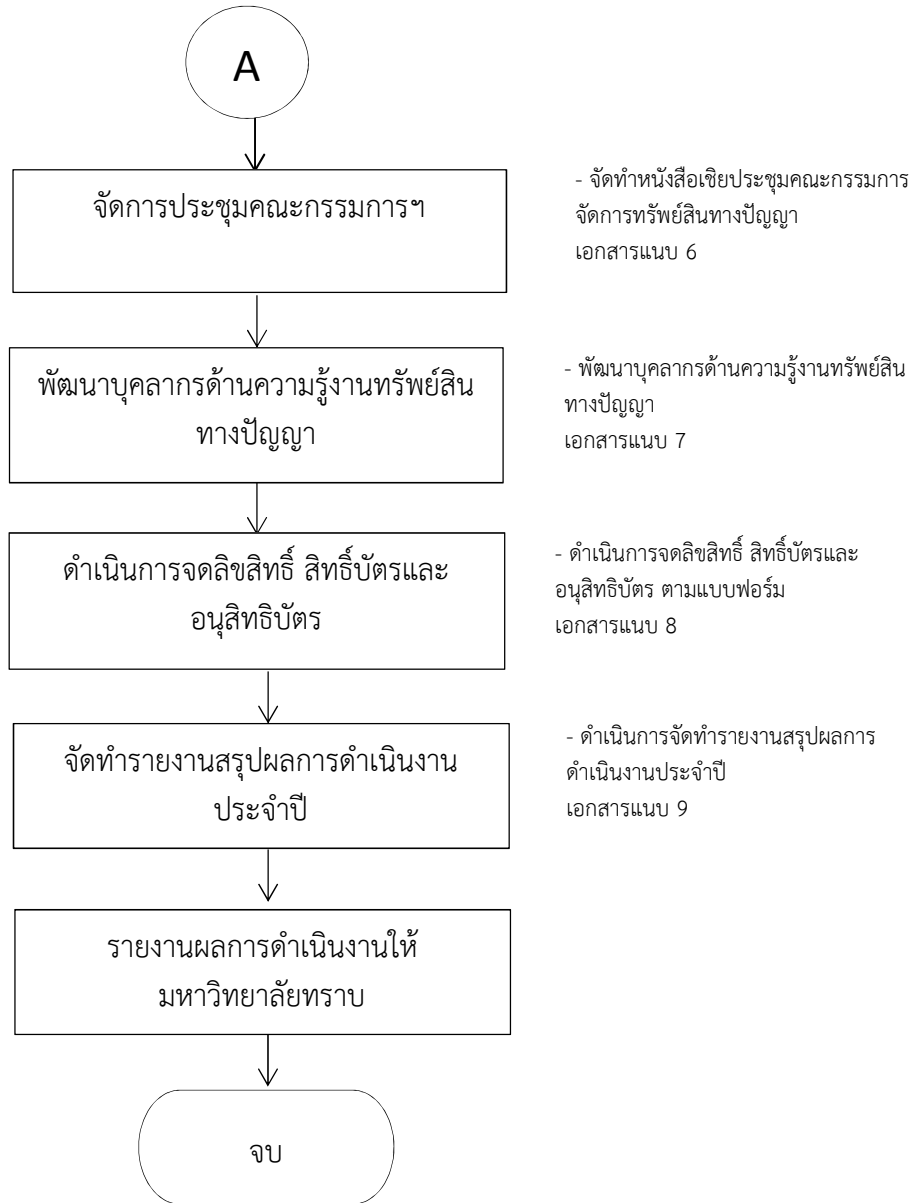 A
จัดการประชุมคณะกรรมการฯ
- จัดทำหนังสือเชิยประชุมคณะกรรมการ
จัดการทรัพย์สินทางปัญญา
เอกสารแนบ 6
พัฒนาบุคลากรด้านความรู้งานทรัพย์สิน
ทางปัญญา
- พัฒนาบุคลากรด้านความรู้งานทรัพย์สิน
ทางปัญญา
เอกสารแนบ 7
ดำเนินการจดลิขสิทธิ์ สิทธิ์บัตรและ
อนุสิทธิบัตร
- ดำเนินการจดลิขสิทธิ์ สิทธิ์บัตรและ
อนุสิทธิบัตร ตามแบบฟอร์ม
เอกสารแนบ 8
จัดทำรายงานสรุปผลการดำเนินงาน
ประจำปี
- ดำเนินการจัดทำรายงานสรุปผลการ
ดำเนินงานประจำปี
เอกสารแนบ 9
รายงานผลการดำเนินงานให้
มหาวิทยาลัยทราบ
จบ